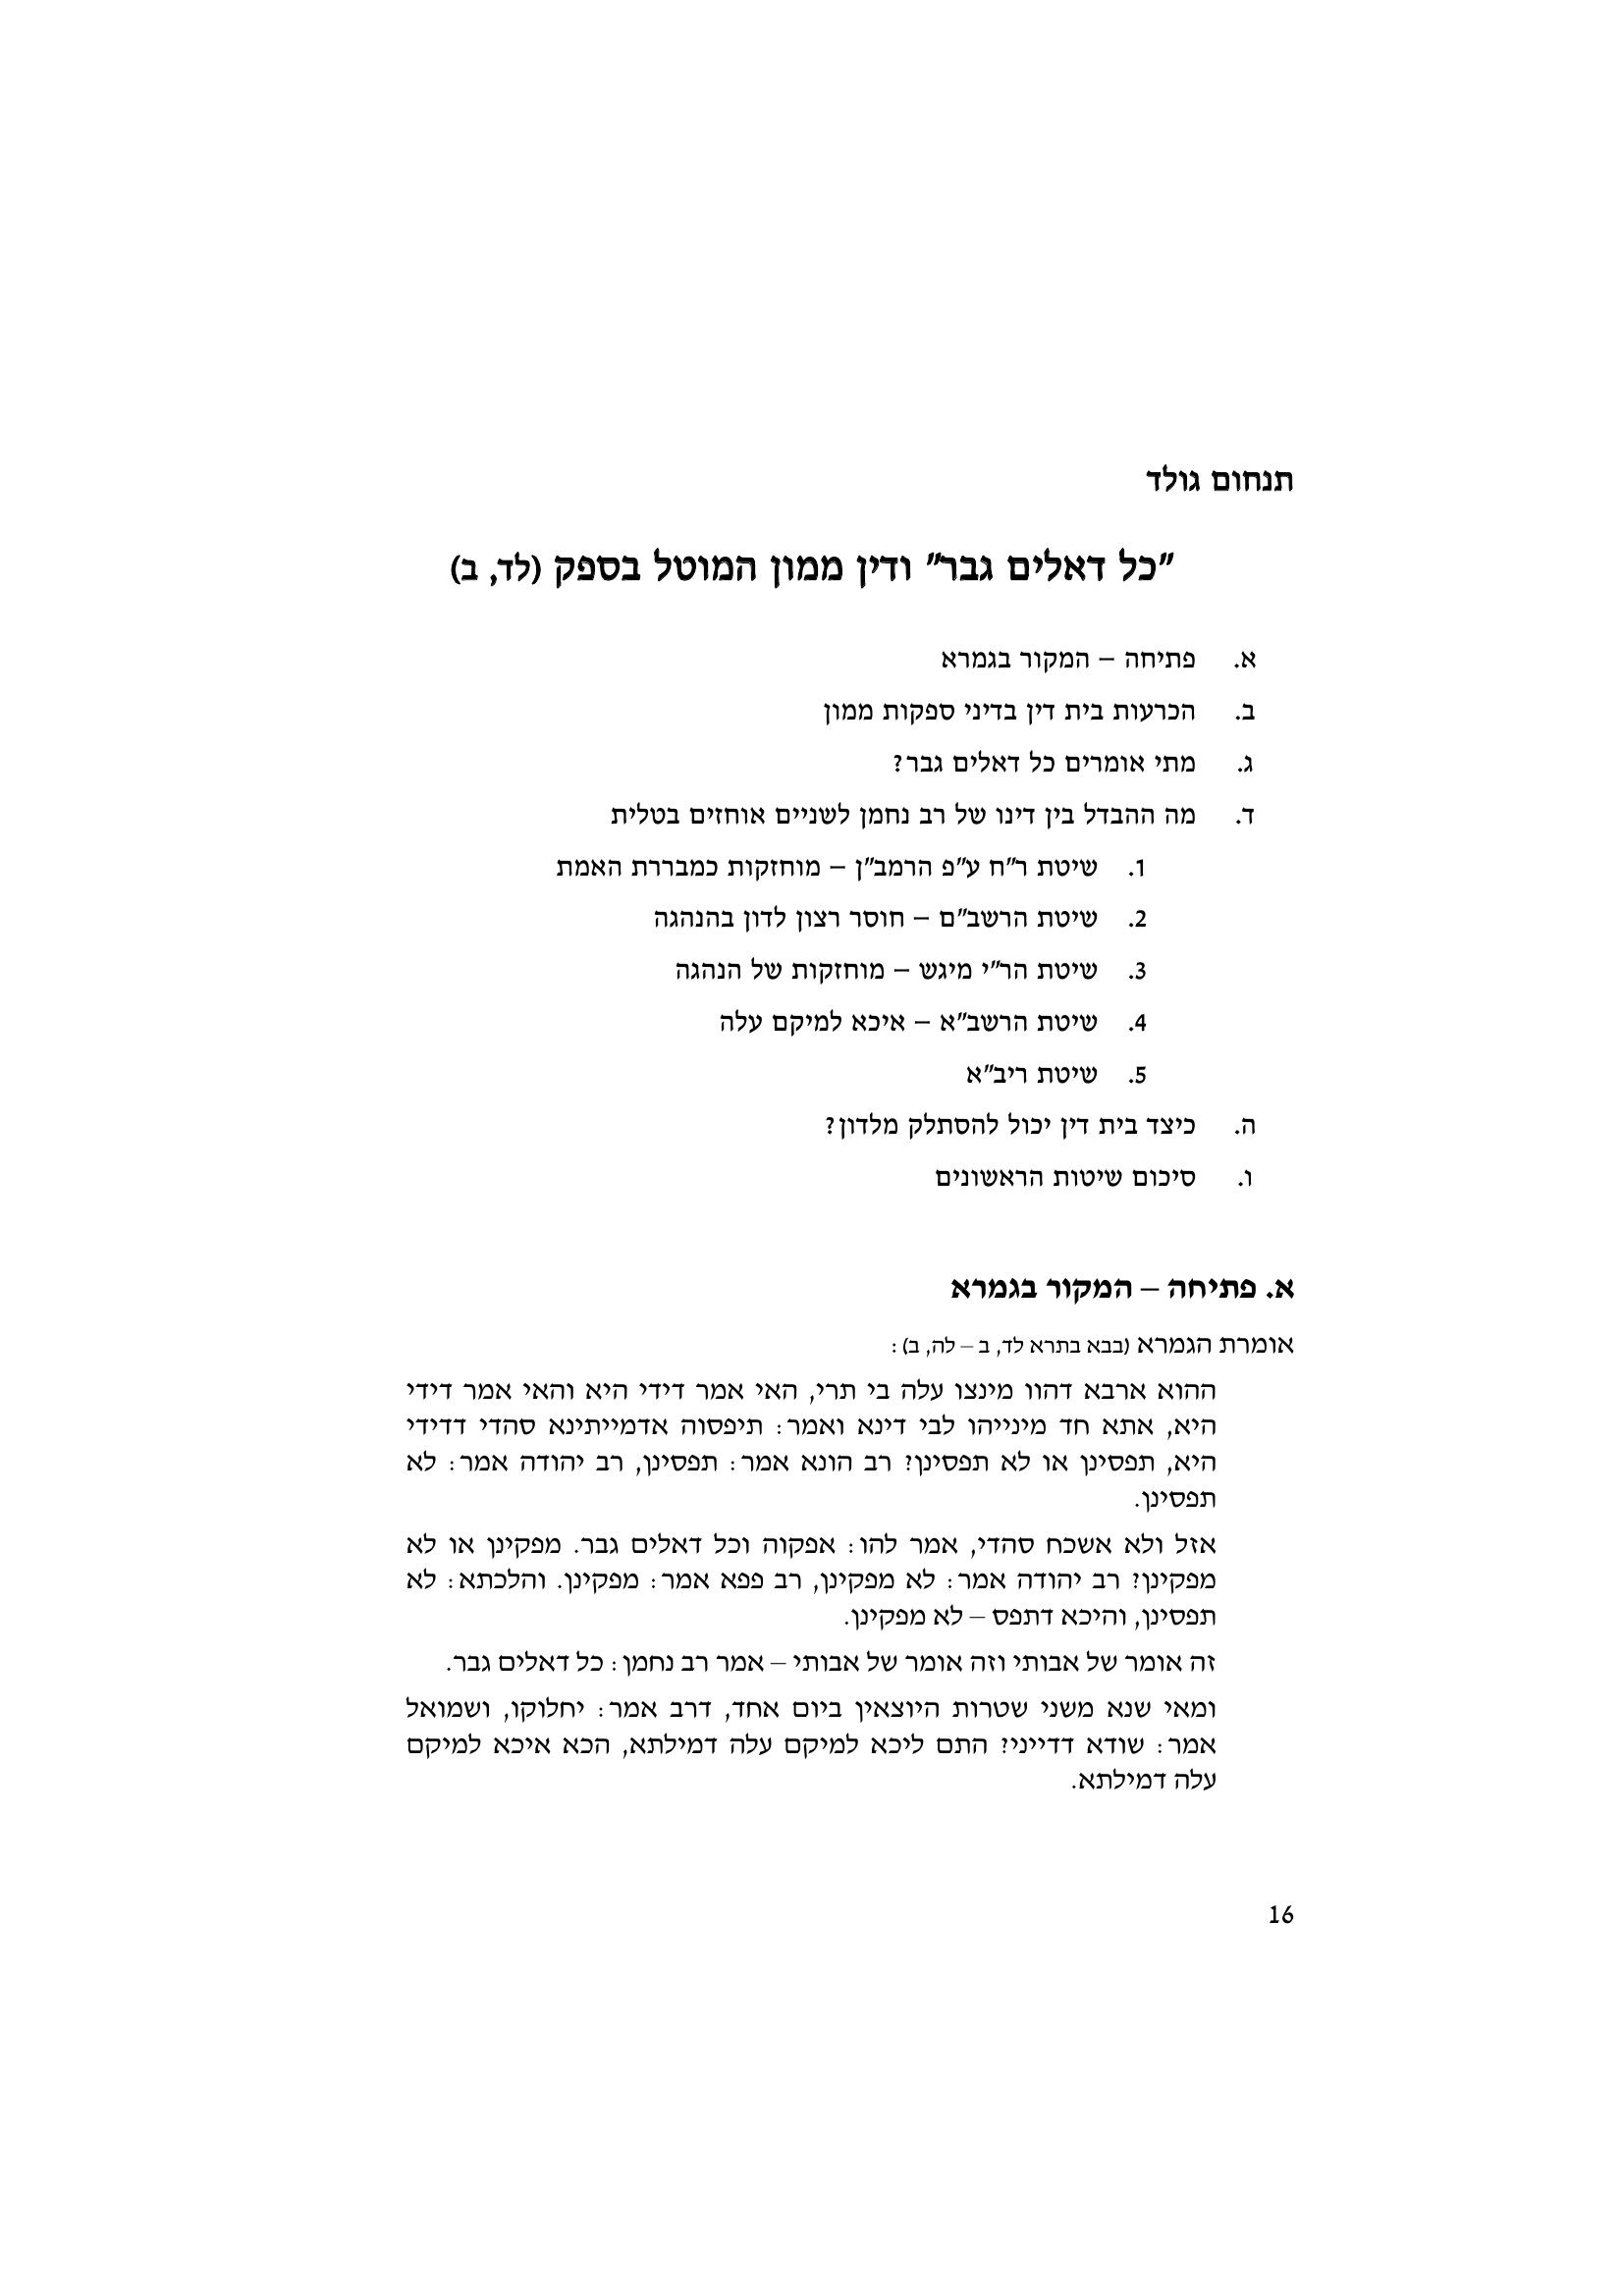 תנחום גולד
"כל דאלים גבר" ודין ממון המוטל בספק (לד, ב)
א. פתיחה – המקור בגמרא
ב. הכרעות בית דין בדיני ספקות ממון
ג. מתי אומרים כל דאלים גבר?
ד. מה ההבדל בין דינו של רב נחמן לשניים אוחזים בטלית
1. שיטת ר"ח ע"פ הרמב"ן – מוחזקות כמבררת האמת
2. שיטת הרשב"ם – חוסר רצון לדון בהנהגה
3. שיטת הר"י מיגש – מוחזקות של הנהגה
4. שיטת הרשב"א – איכא למיקם עלה
5. שיטת ריב"א
ה. כיצד בית דין יכול להסתלק מלדון?
ו. סיכום שיטות הראשונים
א. פתיחה – המקור בגמרא
אומרת הגמרא (בבא בתרא לד, ב – לה, ב):
ההוא ארבא דהוו מינצו עלה בי תרי, האי אמר דידי היא והאי אמר דידי
היא, אתא חד מינייהו לבי דינא ואמר: תיפסוה אדמייתינא סהדי דדידי
היא, תפסינן או לא תפסינן? רב הונא אמר: תפסינן, רב יהודה אמר: לא
תפסינן.
אזל ולא אשכח סהדי, אמר להו: אפקוה וכל דאלים גבר. מפקינן או לא
מפקינן? רב יהודה אמר: לא מפקינן, רב פפא אמר: מפקינן. והלכתא: לא
תפסינן, והיכא דתפס – לא מפקינן.
זה אומר של אבותי וזה אומר של אבותי – אמר רב נחמן: כל דאלים גבר.
ומאי שנא משני שטרות היוצאין ביום אחד, דרב אמר: יחלוקו, ושמואל
אמר: שודא דדייני? התם ליכא למיקם עלה דמילתא, הכא איכא למיקם
עלה דמילתא.
16